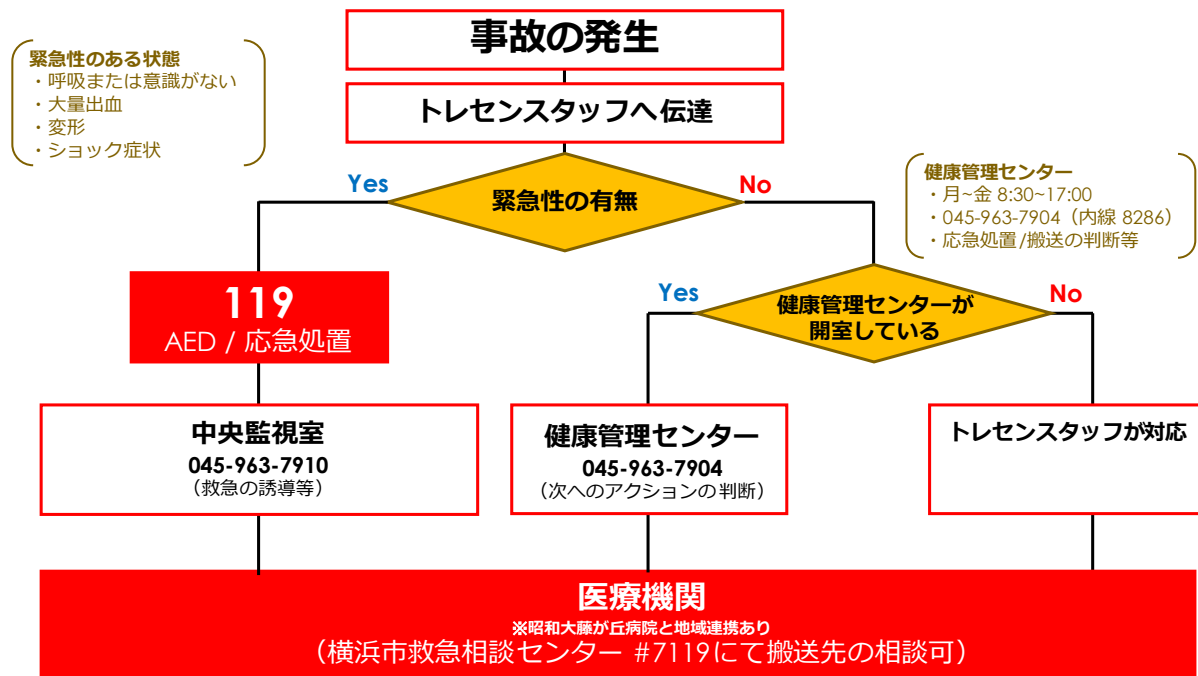 事故の発生
緊急性のある状態
・呼吸または意識がない
・大量出血
・変形
・ショック症状
トレセンスタッフへ伝達
緊急性の有無
Yes
No
健康管理センター
・月~金 8:30~17:00
・045-963-7904（内線 8286）
・応急処置/搬送の判断等
119
AED / 応急処置
健康管理センターが
開室している
Yes
No
中央監視室
045-963-7910
（救急の誘導等）
健康管理センター
045-963-7904
（次へのアクションの判断）
トレセンスタッフが対応
医療機関
※昭和大藤が丘病院と地域連携あり
（横浜市救急相談センター #7119にて搬送先の相談可）